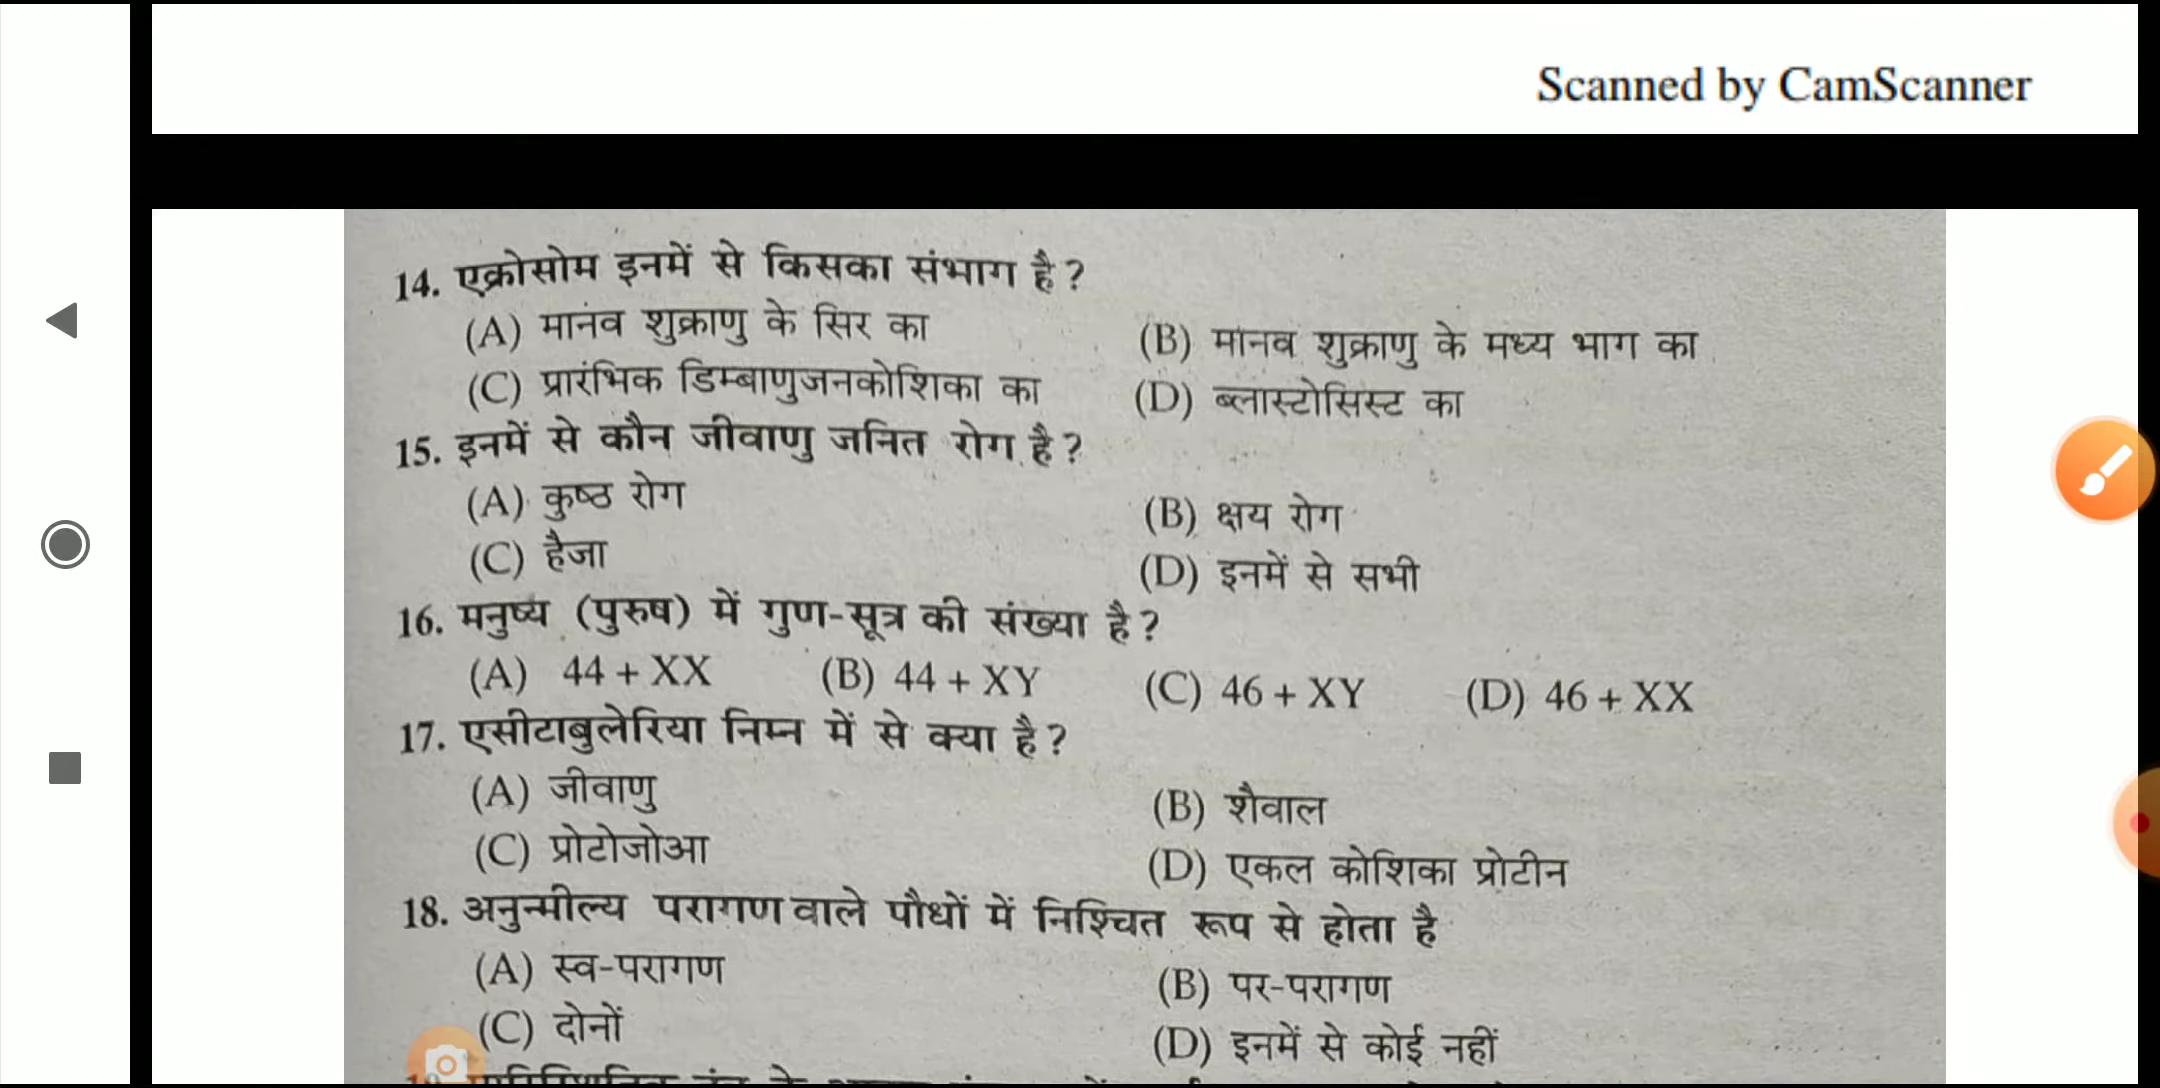 Scanned by CamScanner
14. एक्रोसोम इनमें से किसका संभाग है ?
(A) मानव शुक्राणु के सिर का (B) मानव शुक्राणु के मध्य भाग का
(C) प्रारंभिक डिम्बाणुजनकोशिका का (D) ब्लास्टोसिस्ट का
15. इनमें से कौन जीवाणु जनित रोग है ?
(A) कुष्ठ रोग (B) क्षय रोग
(C) हैजा (D) इनमें से सभी
16. मनुष्य (पुरुष) में गुण-सूत्र की संख्या है ?
(A) 44 + XX (B) 44 + XY (C) 46 + XY (D) 46 + XX
17. एसीटाबुलेरिया निम्न में से क्या है ?
(A) जीवाणु (B) शैवाल
(C) प्रोटोजोआ (D) एकल कोशिका प्रोटीन
18. अनुन्मील्य परागण वाले पौधों में निश्चित रूप से होता है
(A) स्व-परागण (B) पर-परागण
(C) दोनों (D) इनमें से कोई नहीं